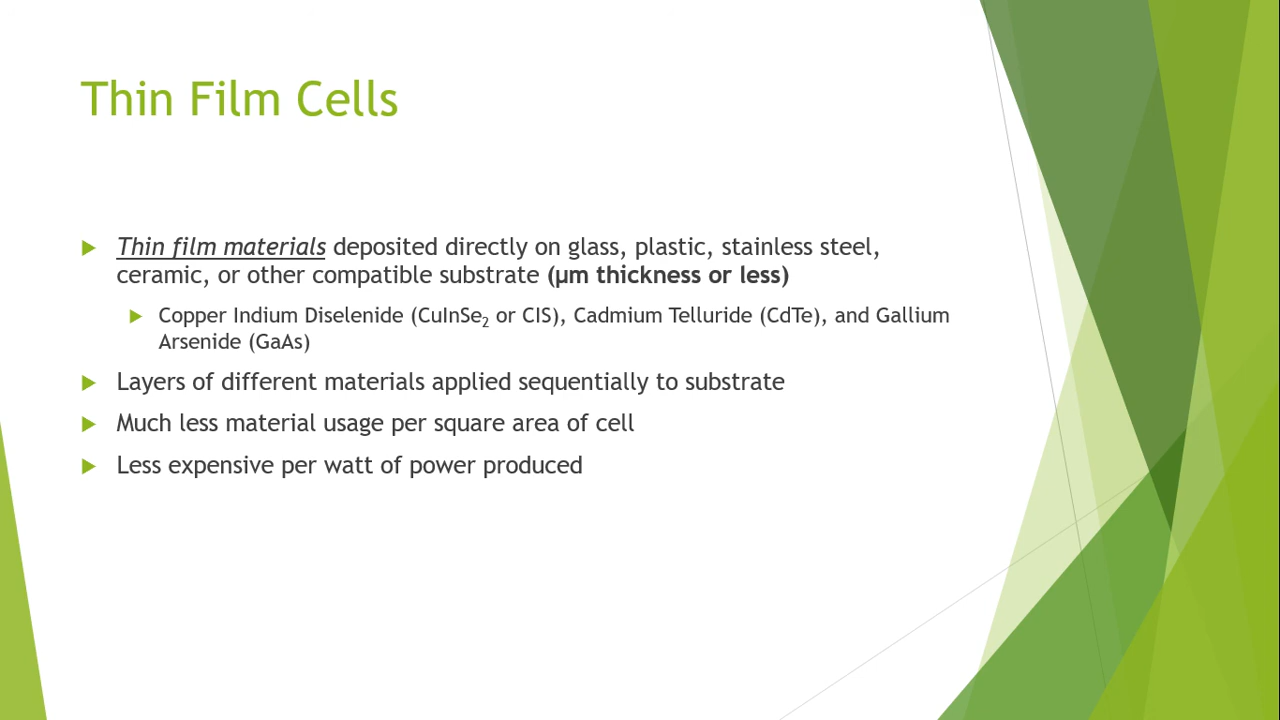 Thin Film Cells
Thin film materials deposited directly on glass, plastic, stainless steel,
ceramic, or other compatible substrate (µm thickness or less)
Copper Indium Diselenide (CuInSe₂ or CIS), Cadmium Telluride (CdTe), and Gallium
Arsenide (GaAs)
Layers of different materials applied sequentially to substrate
Much less material usage per square area of cell
Less expensive per watt of power produced